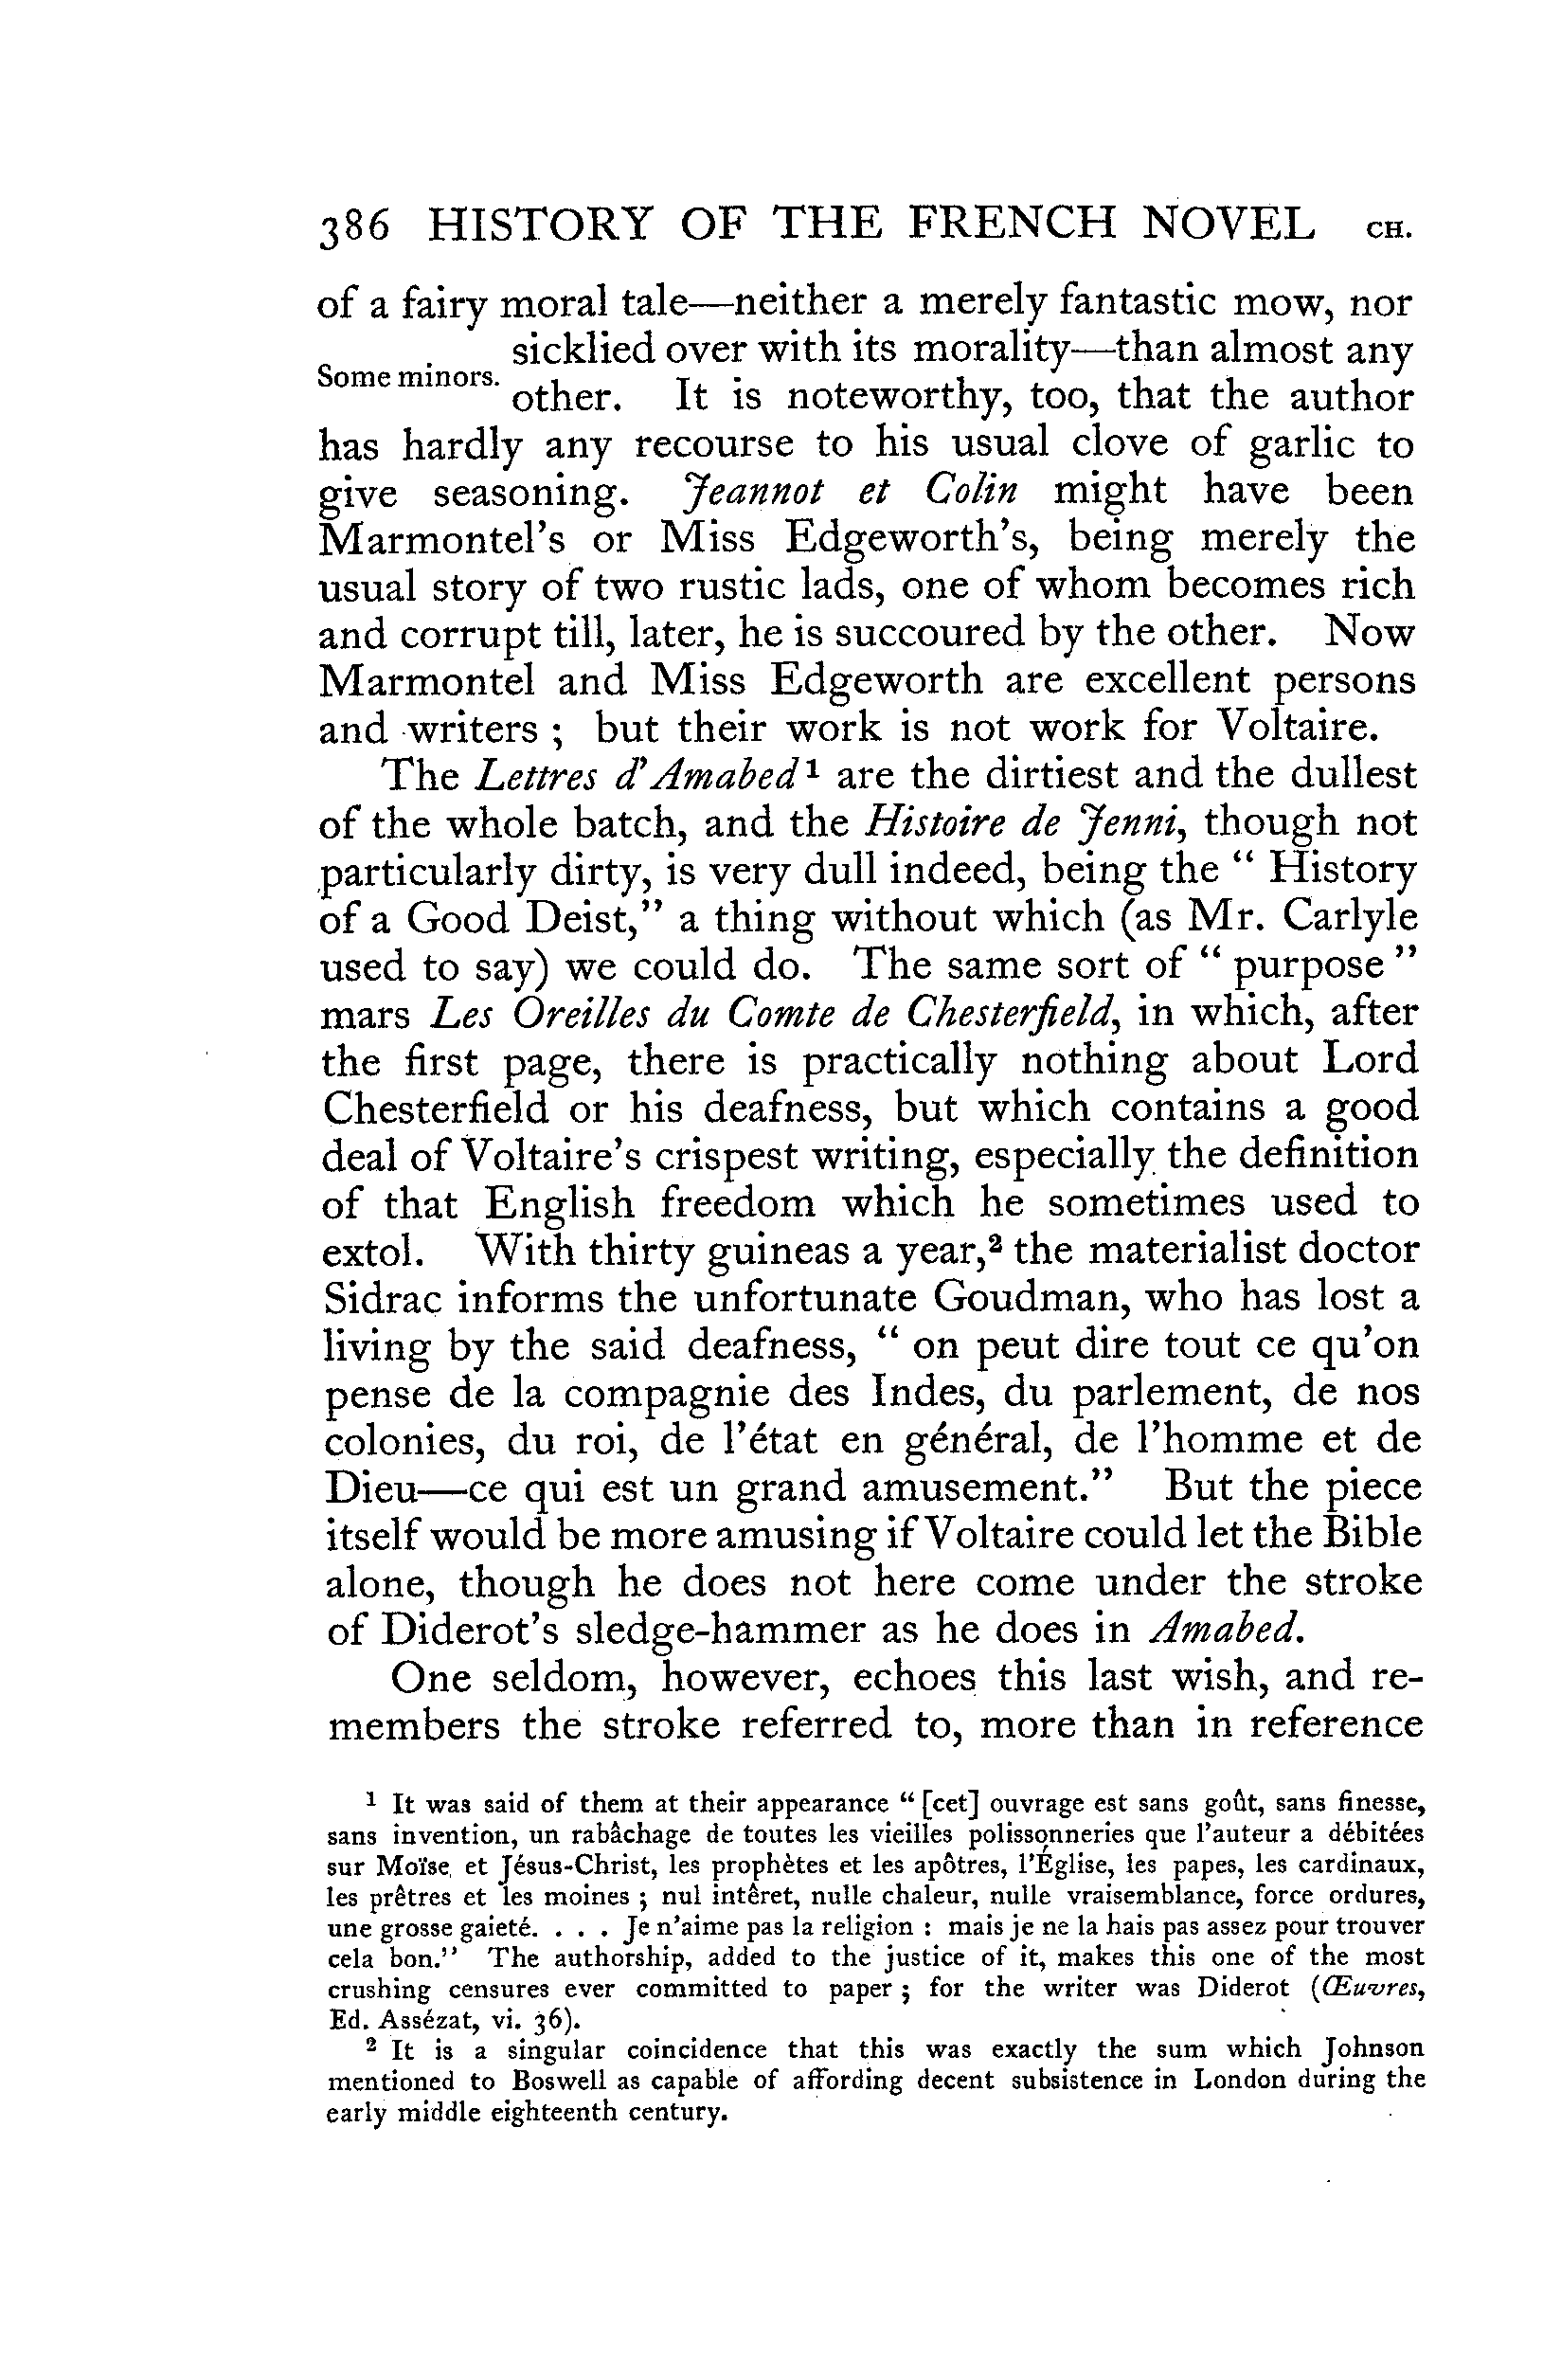 386 HISTORY OF THE FRENCH NOVEL CH.
of a fairy moral tale—neither a merely fantastic mow, nor
Some minors.
sicklied over with its morality—than almost any
other. It is noteworthy, too, that the author
has hardly any recourse to his usual clove of garlic to
give seasoning. Jeannot et Colin might have been
Marmontel's or Miss Edgeworth's, being merely the
usual story of two rustic lads, one of whom becomes rich
and corrupt till, later, he is succoured by the other. Now
Marmontel and Miss Edgeworth are excellent persons
and writers ; but their work is not work for Voltaire.
The Lettres d'Amabed¹ are the dirtiest and the dullest
of the whole batch, and the Histoire de Jenni, though not
particularly dirty, is very dull indeed, being the “ History
of a Good Deist,” a thing without which (as Mr. Carlyle
used to say) we could do. The same sort of “ purpose ”
mars Les Oreilles du Comte de Chesterfield, in which, after
the first page, there is practically nothing about Lord
Chesterfield or his deafness, but which contains a good
deal of Voltaire's crispest writing, especially the definition
of that English freedom which he sometimes used to
extol. With thirty guineas a year,² the materialist doctor
Sidrac informs the unfortunate Goudman, who has lost a
living by the said deafness, “ on peut dire tout ce qu'on
pense de la compagnie des Indes, du parlement, de nos
colonies, du roi, de l'état en général, de l'homme et de
Dieu—ce qui est un grand amusement.” But the piece
itself would be more amusing if Voltaire could let the Bible
alone, though he does not here come under the stroke
of Diderot's sledge-hammer as he does in Amabed.
One seldom, however, echoes this last wish, and re-
members the stroke referred to, more than in reference
¹ It was said of them at their appearance “ [cet] ouvrage est sans goût, sans finesse,
sans invention, un rabâchage de toutes les vieilles polissonneries que l'auteur a débitées
sur Moïse et Jésus-Christ, les prophètes et les apôtres, l'Église, les papes, les cardinaux,
les prêtres et les moines ; nul intêret, nulle chaleur, nulle vraisemblance, force ordures,
une grosse gaieté. . . . Je n'aime pas la religion : mais je ne la hais pas assez pour trouver
cela bon.” The authorship, added to the justice of it, makes this one of the most
crushing censures ever committed to paper ; for the writer was Diderot (Œuvres,
Ed. Assézat, vi. 36).
² It is a singular coincidence that this was exactly the sum which Johnson
mentioned to Boswell as capable of affording decent subsistence in London during the
early middle eighteenth century.